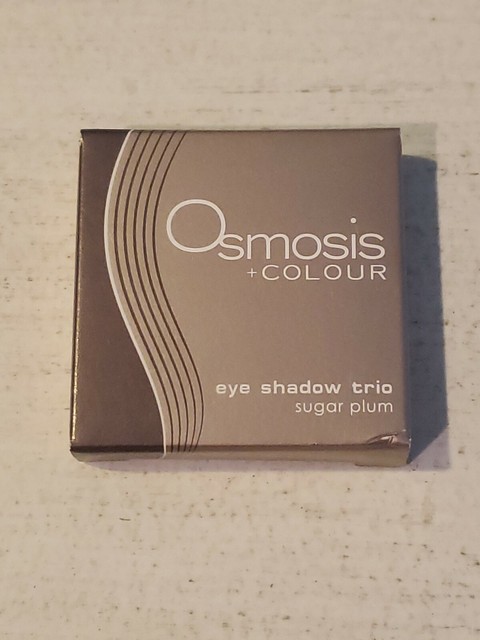 Osmosis
+COLOUR
eye shadow trio
sugar plum